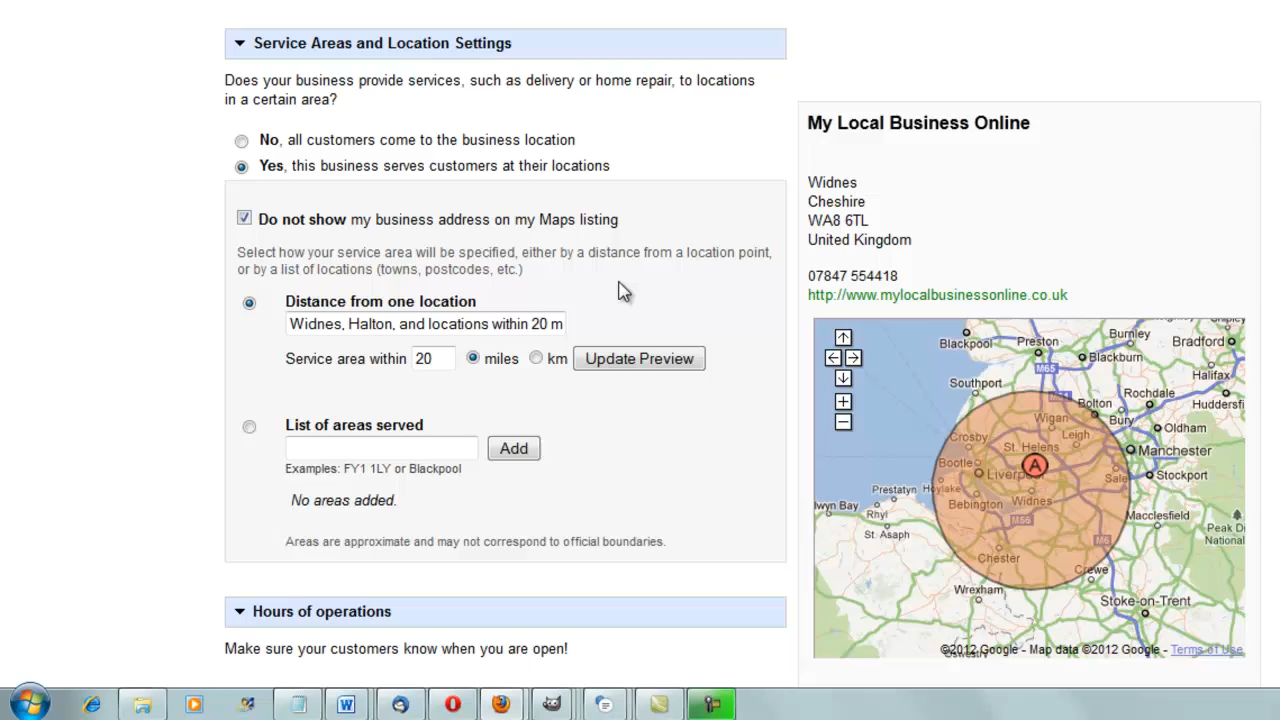 Service Areas and Location Settings
Does your business provide services, such as delivery or home repair, to locations
in a certain area?
No, all customers come to the business location
Yes, this business serves customers at their locations
Do not show my business address on my Maps listing
Select how your service area will be specified, either by a distance from a location point,
or by a list of locations (towns, postcodes, etc.)
Distance from one location
Widnes, Halton, and locations within 20 m
Service area within 20 miles km Update Preview
List of areas served
Add
Examples: FY1 1LY or Blackpool
No areas added.
Areas are approximate and may not correspond to official boundaries.
Hours of operations
Make sure your customers know when you are open!
My Local Business Online
Widnes
Cheshire
WA8 6TL
United Kingdom
07847 554418
http://www.mylocalbusinessonline.co.uk
Blackpool
Preston
Burnley
Bradford
Blackburn
M65
Halifax
Southport
Rochdale
Huddersf
Bolton
Bury
Wigan
Oldham
Crosby
Leigh
St. Helens
Manchester
Bootle
A
Liverpool
Sale
Stockport
Prestatyn
Hoylake
Widnes
lwyn Bay
Rhyl
Bebington
Macclesfield
M56
St. Asaph
Peak Di
Nationa
M6
Chester
Crewe
Wrexham
Stoke-on-Trent
©2012 Google - Map data ©2012 Google - Terms of Use